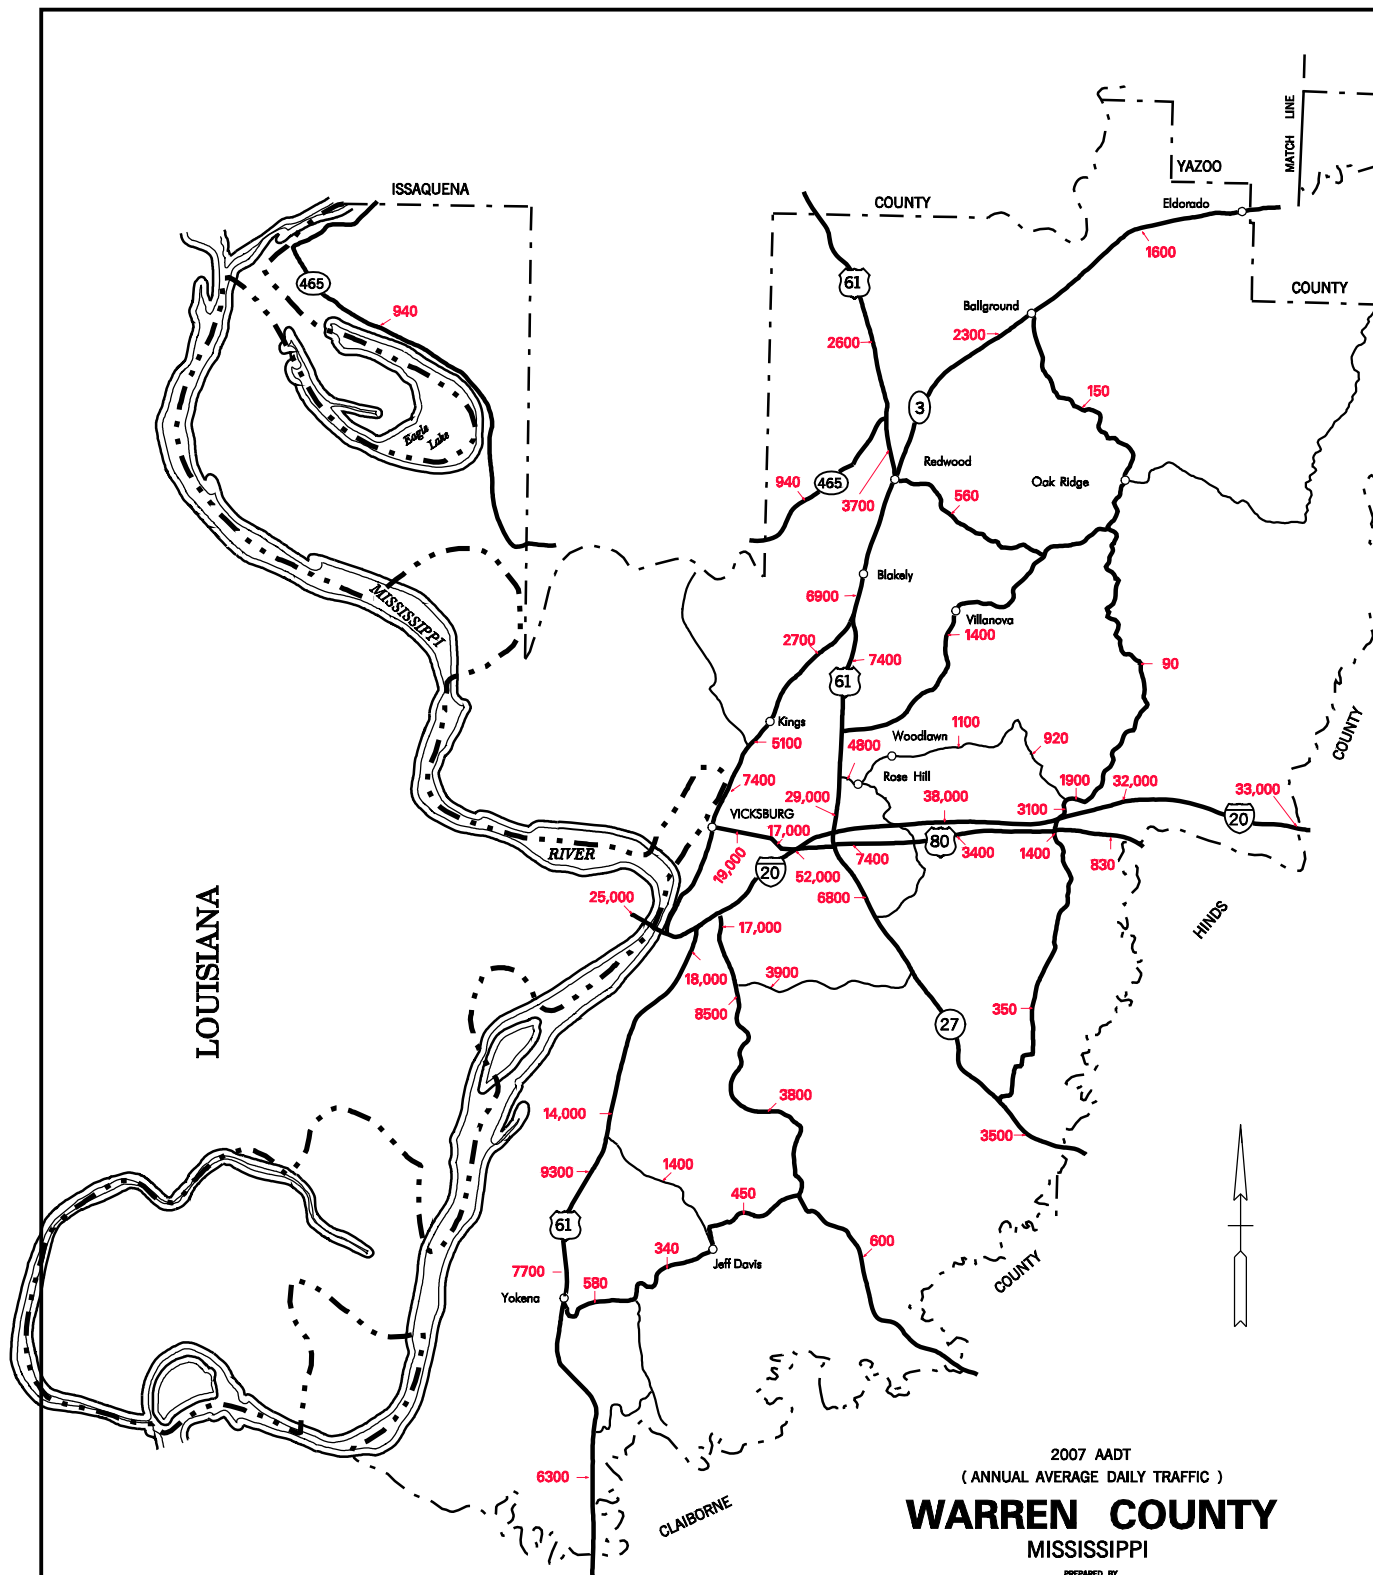 MATCH LINE
YAZOO
ISSAQUENA
COUNTY
Eldorado
1600
465
61
COUNTY
940
Ballground
2600
2300
150
3
Eagle
Lake
Redwood
940
465
3700
560
Oak Ridge
Blakely
MISSISSIPPI
6900
Villanova
2700
1400
7400
90
61
Kings
Woodlawn
1100
COUNTY
5100
4800
920
7400
Rose Hill
1900
32,000
29,000
38,000
33,000
VICKSBURG
3100
17,000
20
RIVER
80
19,000
7400
3400
1400
830
20
52,000
25,000
6800
17,000
HINDS
LOUISIANA
18,000
3900
8500
350
27
14,000
3800
3500
9300
1400
450
61
340
600
Jeff Davis
7700
580
COUNTY
Yokena
6300
CLAIBORNE
2007 AADT
( ANNUAL AVERAGE DAILY TRAFFIC )
WARREN COUNTY
MISSISSIPPI
PREPARED BY